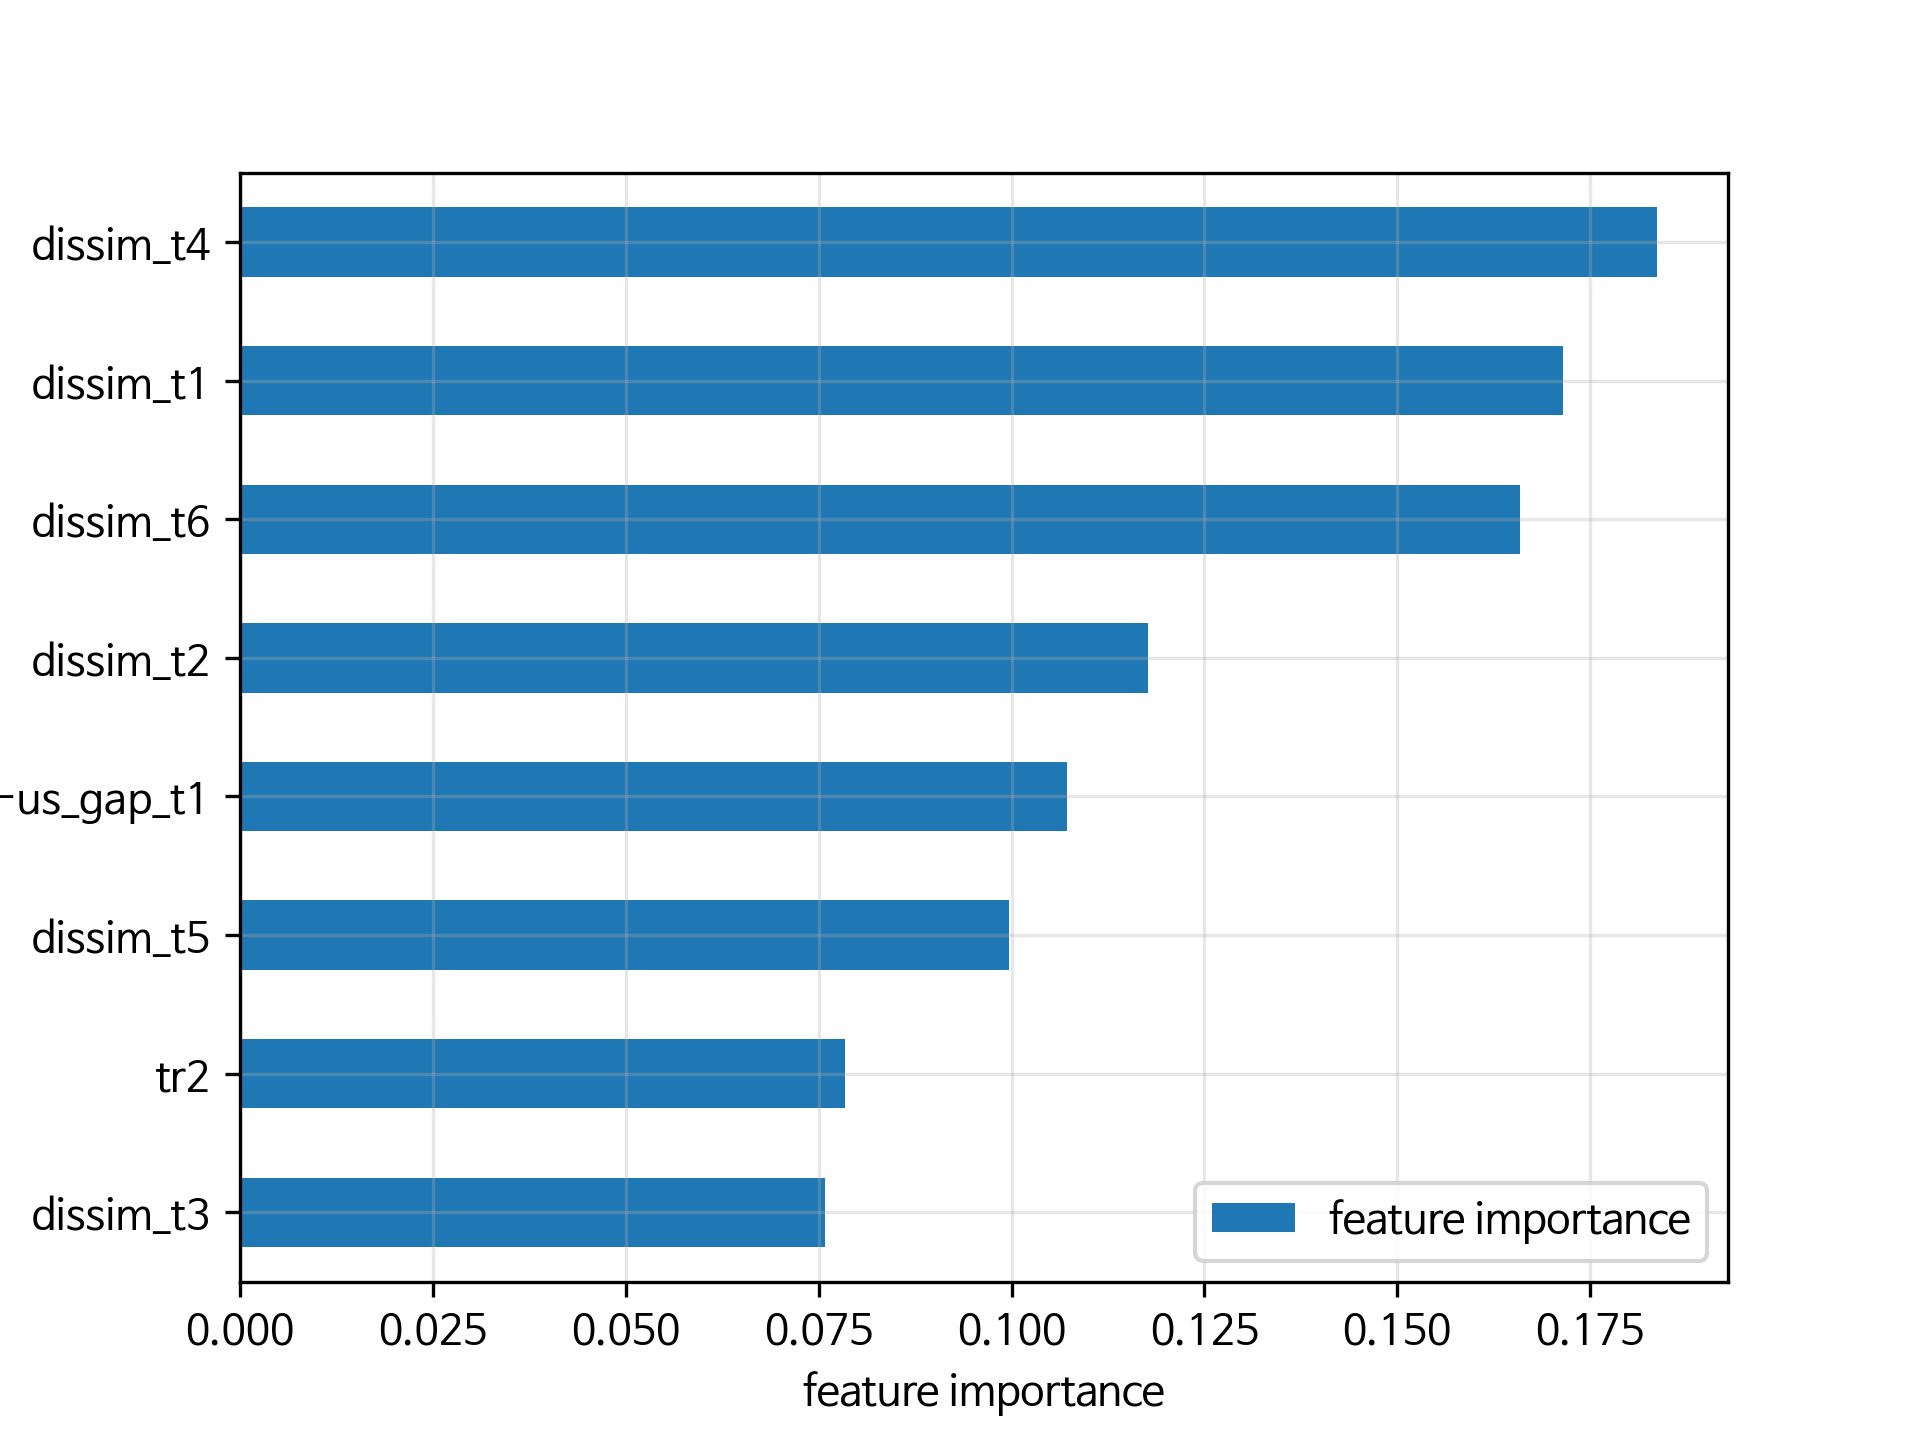 dissim_t4
dissim_t1
dissim_t6
dissim_t2
-us_gap_t1
dissim_t5
tr2
dissim_t3
feature importance
0.000 0.025 0.050 0.075 0.100 0.125 0.150 0.175
feature importance